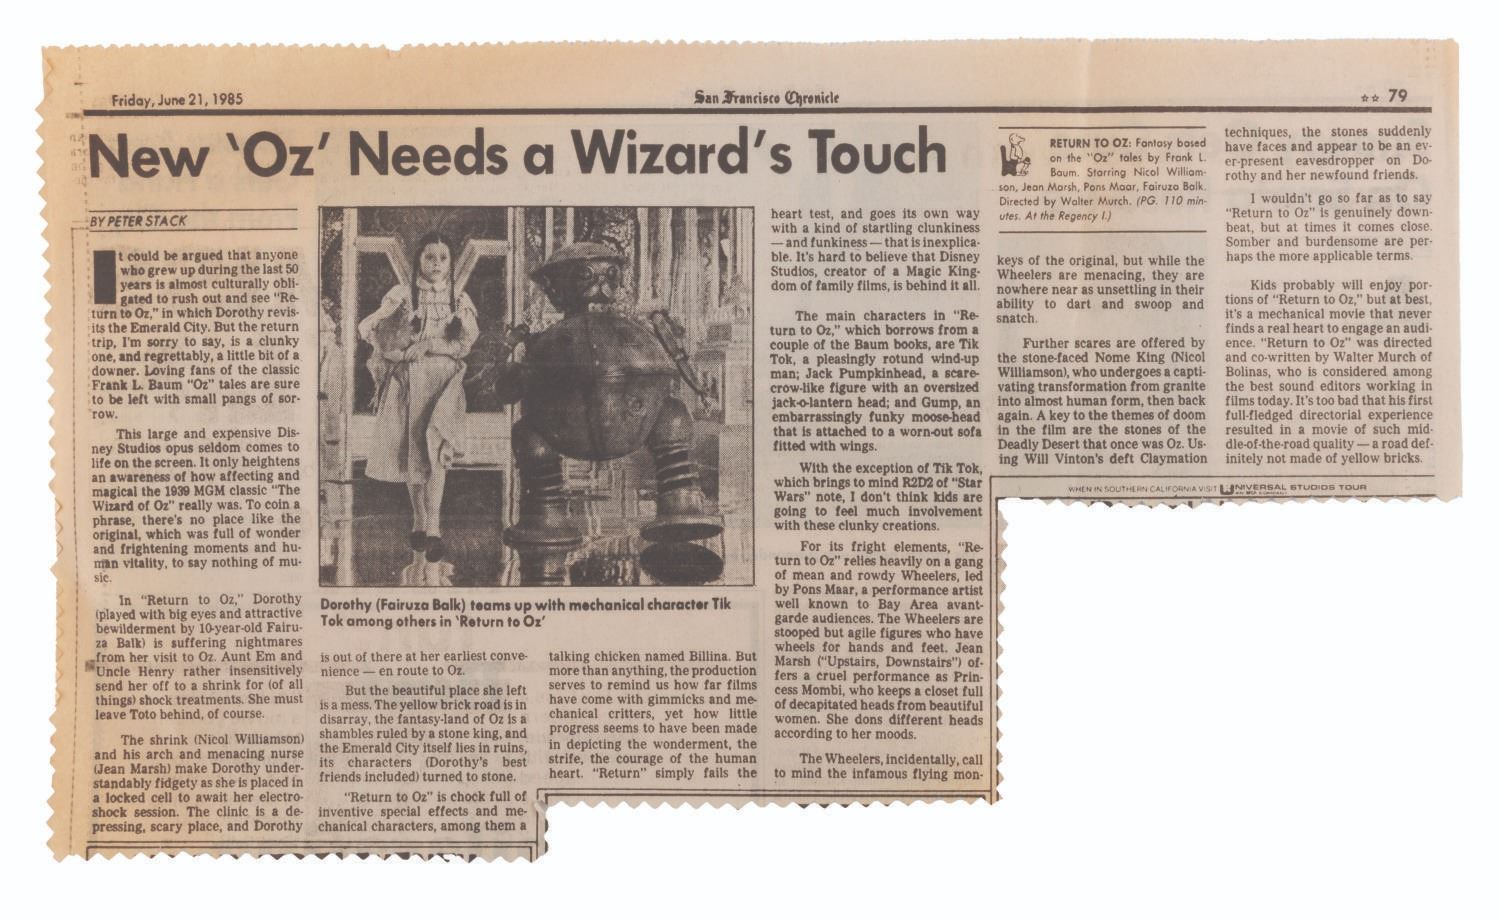 Friday, June 21, 1985
San Francisco Chronicle
☆☆ 79
New ‘Oz’ Needs a Wizard’s Touch
BY PETER STACK
It could be argued that anyone
who grew up during the last 50
years is almost culturally obli-
gated to rush out and see “Re-
turn to Oz,” in which Dorothy revis-
its the Emerald City. But the return
trip, I’m sorry to say, is a clunky
one, and regrettably, a little bit of a
downer. Loving fans of the classic
Frank L. Baum “Oz” tales are sure
to be left with small pangs of sor-
row.
This large and expensive Dis-
ney Studios opus seldom comes to
life on the screen. It only heightens
an awareness of how affecting and
magical the 1939 MGM classic “The
Wizard of Oz” really was. To coin a
phrase, there’s no place like the
original, which was full of wonder
and frightening moments and hu-
man vitality, to say nothing of mu-
sic.
In “Return to Oz,” Dorothy
(played with big eyes and attractive
bewilderment by 10-year-old Fairu-
za Balk) is suffering nightmares
from her visit to Oz. Aunt Em and
Uncle Henry rather insensitively
send her off to a shrink for (of all
things) shock treatments. She must
leave Toto behind, of course.
The shrink (Nicol Williamson)
and his arch and menacing nurse
(Jean Marsh) make Dorothy under-
standably fidgety as she is placed in
a locked cell to await her electro-
shock session. The clinic is a de-
pressing, scary place, and Dorothy
Dorothy (Fairuza Balk) teams up with mechanical character Tik
Tok among others in ‘Return to Oz’
is out of there at her earliest conve-
nience — en route to Oz.
But the beautiful place she left
is a mess. The yellow brick road is in
disarray, the fantasy-land of Oz is a
shambles ruled by a stone king, and
the Emerald City itself lies in ruins,
its characters (Dorothy’s best
friends included) turned to stone.
“Return to Oz” is chock full of
inventive special effects and me-
chanical characters, among them a
talking chicken named Billina. But
more than anything, the production
serves to remind us how far films
have come with gimmicks and me-
chanical critters, yet how little
progress seems to have been made
in depicting the wonderment, the
strife, the courage of the human
heart. “Return” simply fails the
heart test, and goes its own way
with a kind of startling clunkiness
— and funkiness — that is inexplica-
ble. It’s hard to believe that Disney
Studios, creator of a Magic King-
dom of family films, is behind it all.
The main characters in “Re-
turn to Oz,” which borrows from a
couple of the Baum books, are Tik
Tok, a pleasingly rotund wind-up
man; Jack Pumpkinhead, a scare-
crow-like figure with an oversized
jack-o-lantern head; and Gump, an
embarrassingly funky moose-head
that is attached to a worn-out sofa
fitted with wings.
With the exception of Tik Tok,
which brings to mind R2D2 of “Star
Wars” note, I don’t think kids are
going to feel much involvement
with these clunky creations.
For its fright elements, “Re-
turn to Oz” relies heavily on a gang
of mean and rowdy Wheelers, led
by Pons Maar, a performance artist
well known to Bay Area avant-
garde audiences. The Wheelers are
stooped but agile figures who have
wheels for hands and feet. Jean
Marsh (“Upstairs, Downstairs”) of-
fers a cruel performance as Prin-
cess Mombi, who keeps a closet full
of decapitated heads from beautiful
women. She dons different heads
according to her moods.
The Wheelers, incidentally, call
to mind the infamous flying mon-
RETURN TO OZ: Fantasy based
on the “Oz” tales by Frank L.
Baum. Starring Nicol William-
son, Jean Marsh, Pons Maar, Fairuza Balk.
Directed by Walter Murch. (PG. 110 min-
utes. At the Regency I.)
keys of the original, but while the
Wheelers are menacing, they are
nowhere near as unsettling in their
ability to dart and swoop and
snatch.
Further scares are offered by
the stone-faced Nome King (Nicol
Williamson), who undergoes a capti-
vating transformation from granite
into almost human form, then back
again. A key to the themes of doom
in the film are the stones of the
Deadly Desert that once was Oz. Us-
ing Will Vinton’s deft Claymation
techniques, the stones suddenly
have faces and appear to be an ev-
er-present eavesdropper on Do-
rothy and her newfound friends.
I wouldn’t go so far as to say
“Return to Oz” is genuinely down-
beat, but at times it comes close.
Somber and burdensome are per-
haps the more applicable terms.
Kids probably will enjoy por-
tions of “Return to Oz,” but at best,
it’s a mechanical movie that never
finds a real heart to engage an audi-
ence. “Return to Oz” was directed
and co-written by Walter Murch of
Bolinas, who is considered among
the best sound editors working in
films today. It’s too bad that his first
full-fledged directorial experience
resulted in a movie of such mid-
dle-of-the-road quality — a road def-
initely not made of yellow bricks.
WHEN IN SOUTHERN CALIFORNIA VISIT UNIVERSAL STUDIOS TOUR
AN MCA COMPANY